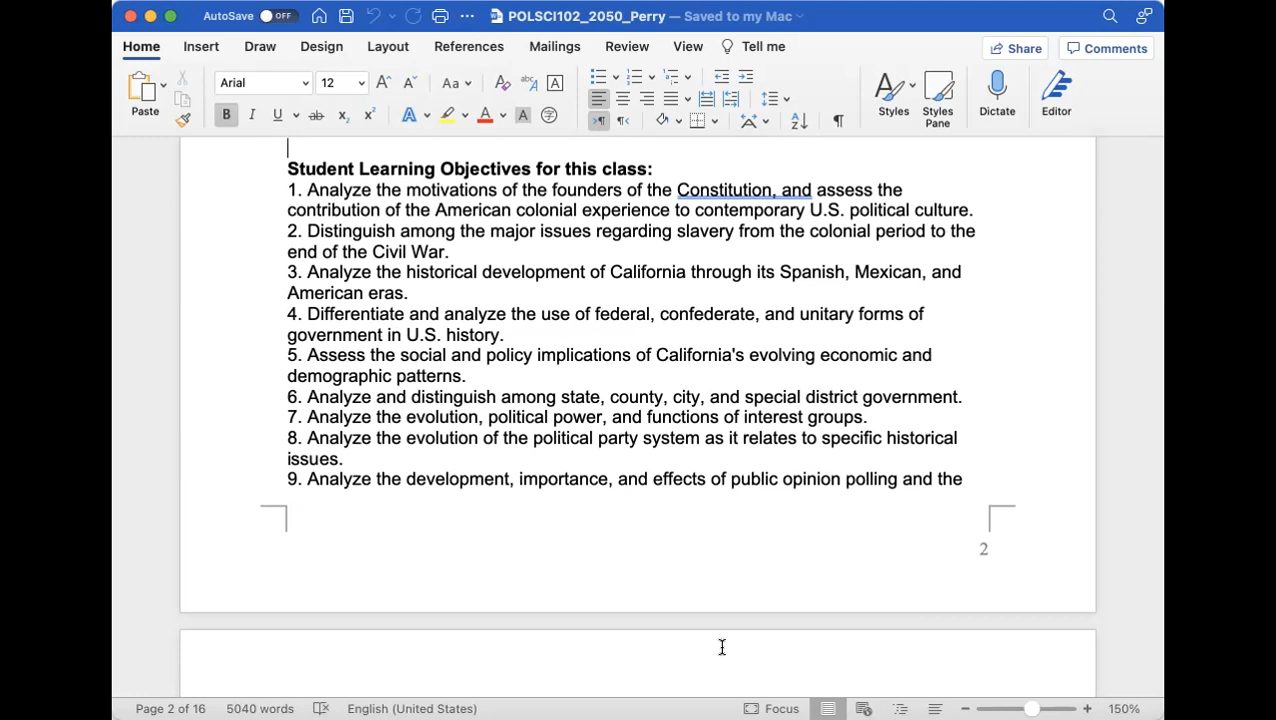 AutoSave OFF POLSCI102_2050_Perry — Saved to my Mac
Home Insert Draw Design Layout References Mailings Review View Tell me Share Comments
Paste Arial 12 Aa abc A Styles Styles Pane Dictate Editor
Student Learning Objectives for this class:
1. Analyze the motivations of the founders of the Constitution, and assess the
contribution of the American colonial experience to contemporary U.S. political culture.
2. Distinguish among the major issues regarding slavery from the colonial period to the
end of the Civil War.
3. Analyze the historical development of California through its Spanish, Mexican, and
American eras.
4. Differentiate and analyze the use of federal, confederate, and unitary forms of
government in U.S. history.
5. Assess the social and policy implications of California's evolving economic and
demographic patterns.
6. Analyze and distinguish among state, county, city, and special district government.
7. Analyze the evolution, political power, and functions of interest groups.
8. Analyze the evolution of the political party system as it relates to specific historical
issues.
9. Analyze the development, importance, and effects of public opinion polling and the
2
Page 2 of 16 5040 words English (United States) Focus 150%